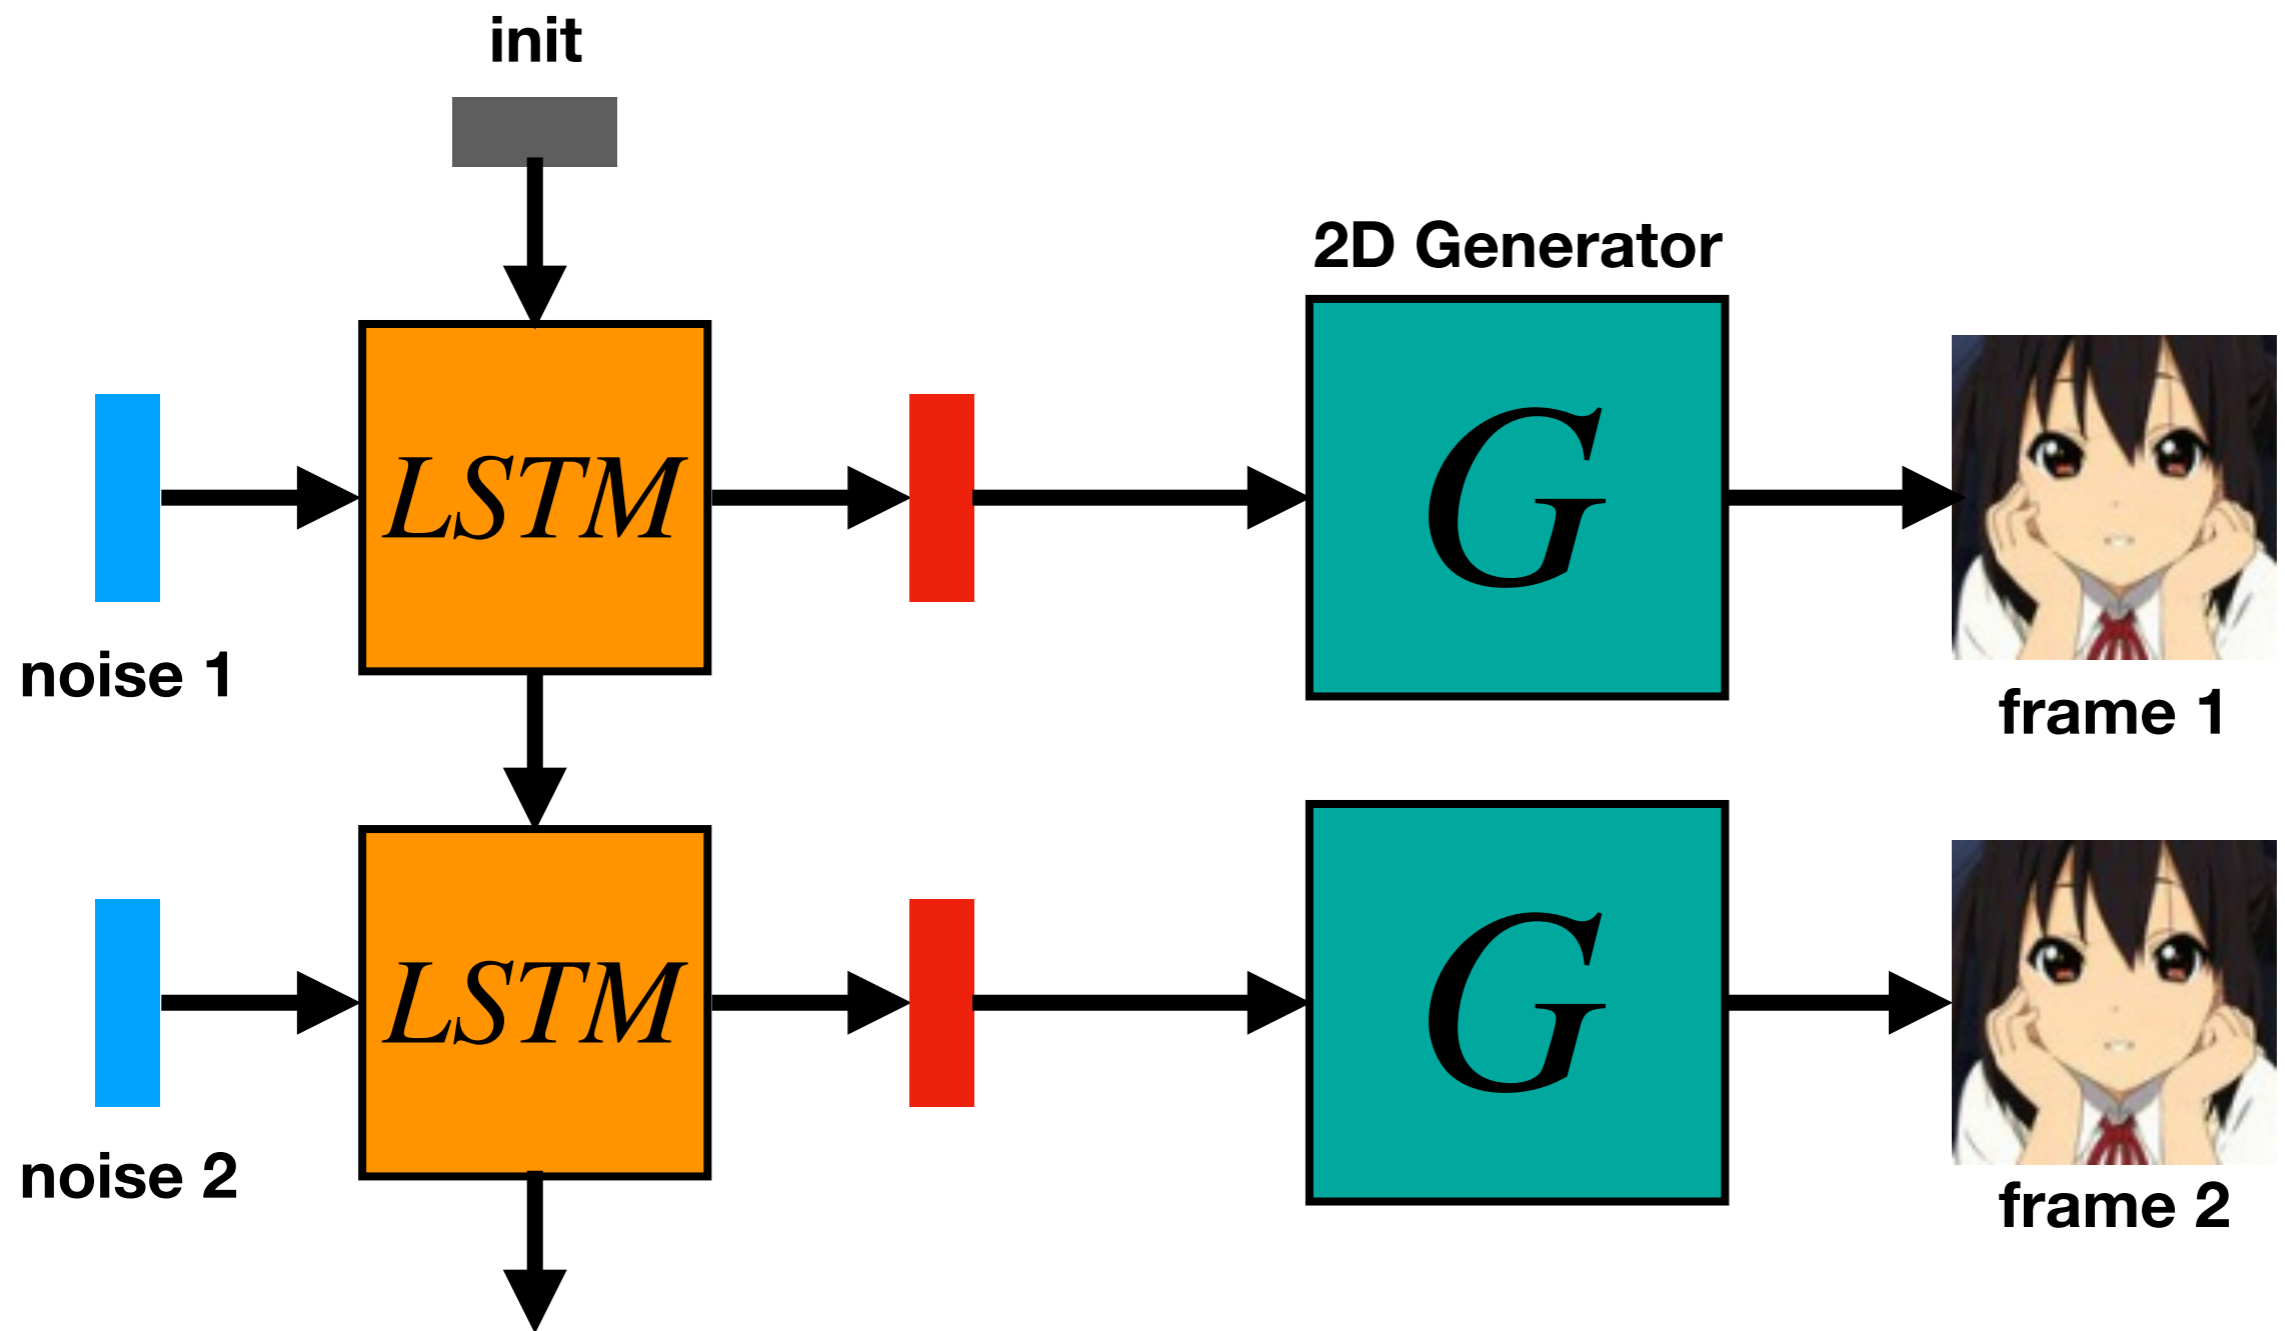 init
2D Generator
LSTM
G
noise 1
frame 1
LSTM
G
noise 2
frame 2